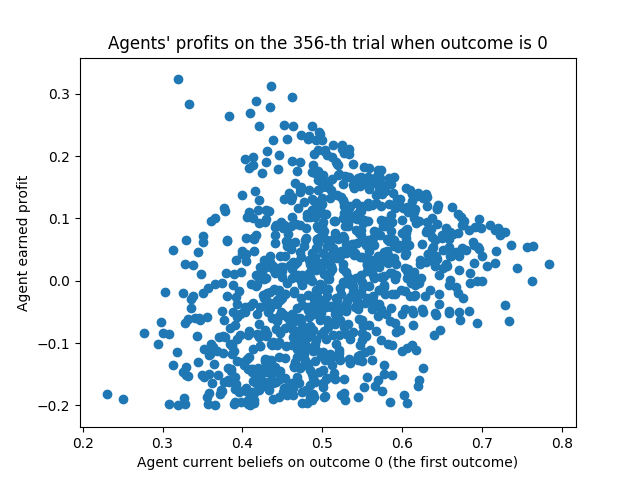 Agents' profits on the 356-th trial when outcome is 0
Agent earned profit
0.3
0.2
0.1
0.0
−0.1
−0.2
0.2 0.3 0.4 0.5 0.6 0.7 0.8
Agent current beliefs on outcome 0 (the first outcome)